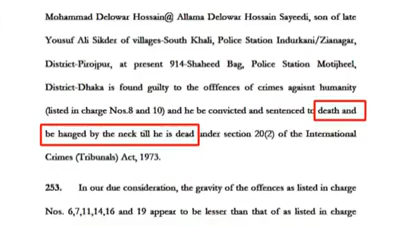 Mohammad Delowar Hossain@ Allama Delowar Hossain Sayeedi, son of late
Yousuf Ali Sikder of villages-South Khali, Police Station Indurkani/Zianagar,
District-Pirojpur, at present 914-Shaheed Bag, Police Station Motijheel,
District-Dhaka is found guilty to the offfences of crimes agaisnt humanity
(listed in charge Nos.8 and 10) and he be convicted and sentenced to death and
be hanged by the neck till he is dead under section 20(2) of the International
Crimes (Tribunals) Act, 1973.
253. In our due consideration, the gravity of the offences as listed in charge
Nos. 6,7,11,14,16 and 19 appear to be lesser than that of as listed in charge